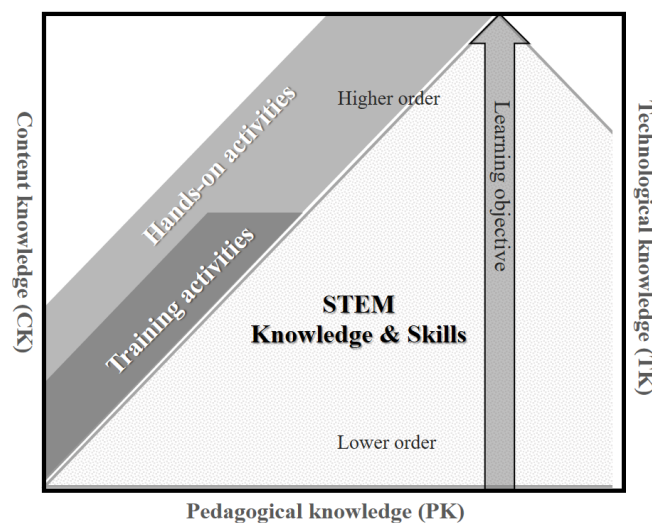 Content knowledge (CK)
Hands-on activities
Training activities
Higher order
Learning objective
STEM
Knowledge & Skills
Lower order
Technological knowledge (TK)
Pedagogical knowledge (PK)